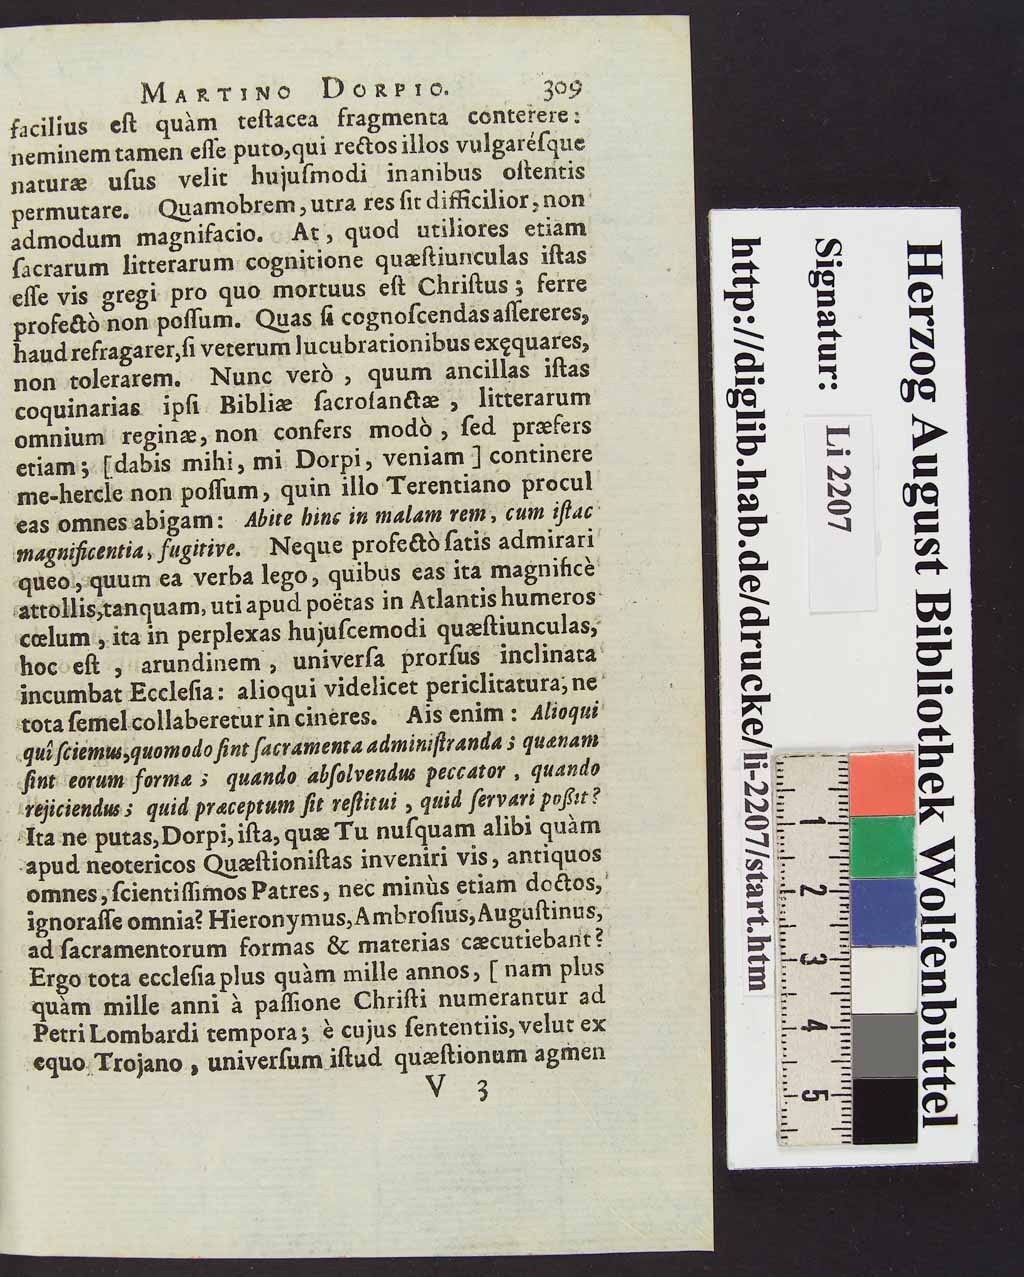 MARTINO DORPIO. 309
facilius eſt quàm teſtacea fragmenta conterere:
neminem tamen eſſe puto, qui rectos illos vulgaréſque
naturæ uſus velit hujuſmodi inanibus oſtentis
permutare. Quamobrem, utra res ſit difficilior, non
admodum magnifacio. At, quod utiliores etiam
ſacrarum litterarum cognitione quæſtiunculas iſtas
eſſe vis gregi pro quo mortuus eſt Chriſtus; ferre
profectò non poſſum. Quas ſi cognoſcendas aſſereres,
haud refragarer, ſi veterum lucubrationibus exęquares,
non tolerarem. Nunc verò, quum ancillas iſtas
coquinarias ipſi Bibliæ ſacroſanctæ, litterarum
omnium reginæ, non confers modò, ſed præfers
etiam; [dabis mihi, mi Dorpi, veniam] continere
me-hercle non poſſum, quin illo Terentiano procul
eas omnes abigam: Abite hinc in malam rem, cum iſtac
magnificentia, fugitive. Neque profectò ſatis admirari
queo, quum ea verba lego, quibus eas ita magnificè
attollis, tanquam, uti apud poëtas in Atlantis humeros
cœlum, ita in perplexas hujuſcemodi quæſtiunculas,
hoc eſt, arundinem, univerſa prorſus inclinata
incumbat Eccleſia: alioqui videlicet periclitatura, ne
tota ſemel collaberetur in cineres. Ais enim: Alioqui
quî ſciemus, quomodo ſint ſacramenta adminiſtranda; quænam
ſint eorum formæ; quando abſolvendus peccator, quando
rejiciendus; quid præceptum ſit reſtitui, quid ſervari poßit?
Ita ne putas, Dorpi, iſta, quæ Tu nuſquam alibi quàm
apud neotericos Quæſtioniſtas inveniri vis, antiquos
omnes, ſcientiſſimos Patres, nec minùs etiam doctos,
ignoraſſe omnia? Hieronymus, Ambroſius, Auguſtinus,
ad ſacramentorum formas & materias cæcutiebant?
Ergo tota eccleſia plus quàm mille annos, [nam plus
quàm mille anni à paſſione Chriſti numerantur ad
Petri Lombardi tempora; è cujus ſententiis, velut ex
equo Trojano, univerſum iſtud quæſtionum agmen
V 3
Herzog August Bibliothek Wolfenbüttel
Signatur: Li 2207
http://diglib.hab.de/drucke/li-2207/start.htm
1
2
3
4
5